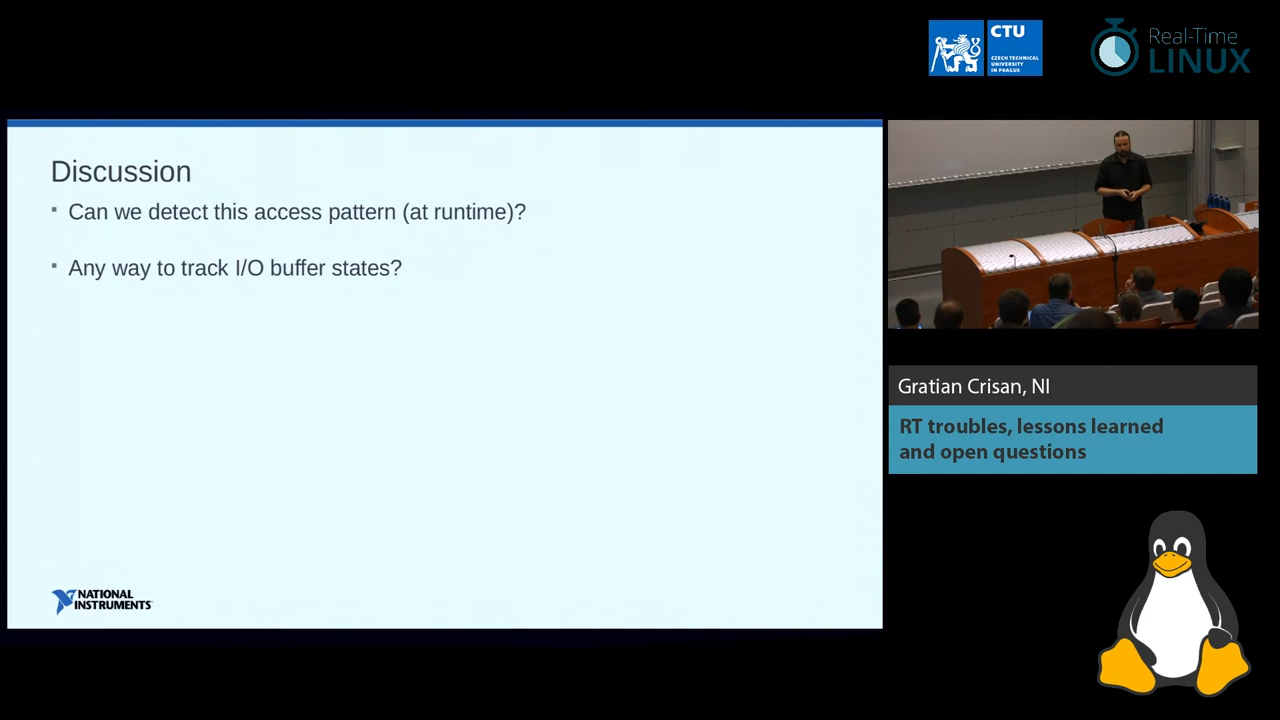 CTU
CZECH TECHNICAL
UNIVERSITY
IN PRAGUE
Real-Time
LINUX
Discussion
Can we detect this access pattern (at runtime)?
Any way to track I/O buffer states?
NATIONAL
INSTRUMENTS
Gratian Crisan, NI
RT troubles, lessons learned
and open questions